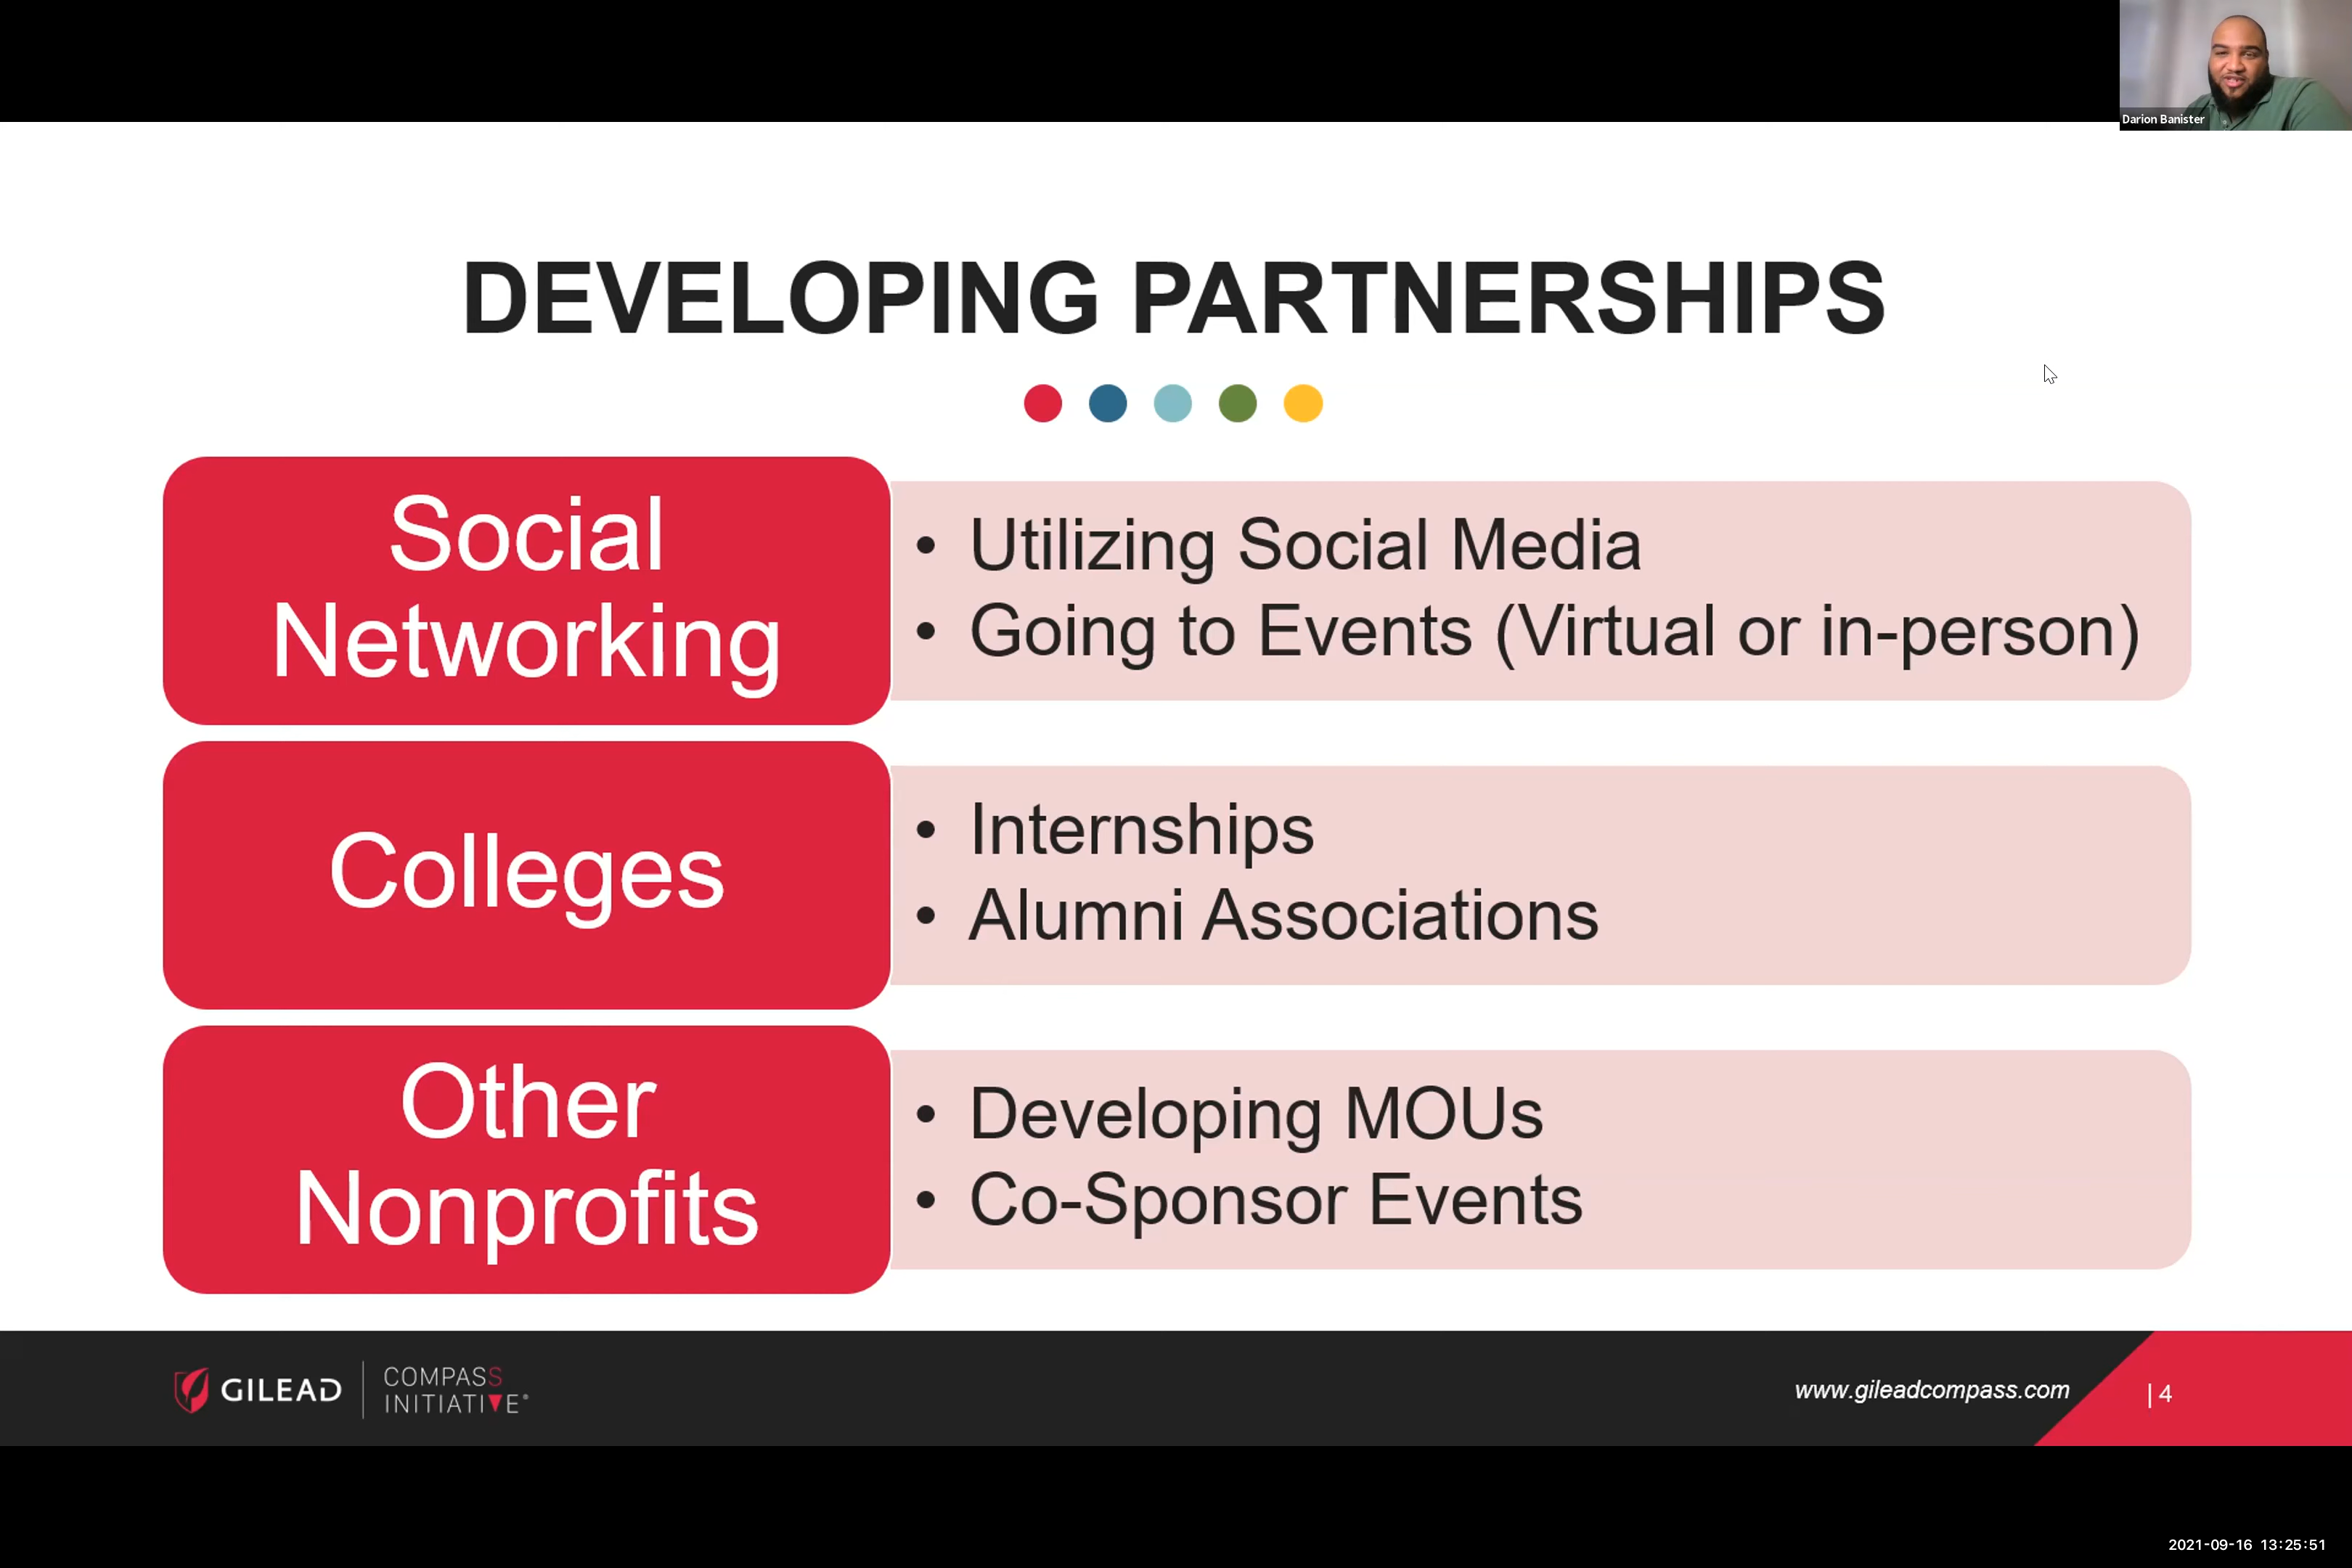 Darion Banister
DEVELOPING PARTNERSHIPS
Social
Networking
• Utilizing Social Media
• Going to Events (Virtual or in-person)
Colleges
• Internships
• Alumni Associations
Other
Nonprofits
• Developing MOUs
• Co-Sponsor Events
GILEAD
COMPASS
INITIATIVE®
www.gileadcompass.com
| 4
2021-09-16 13:25:51